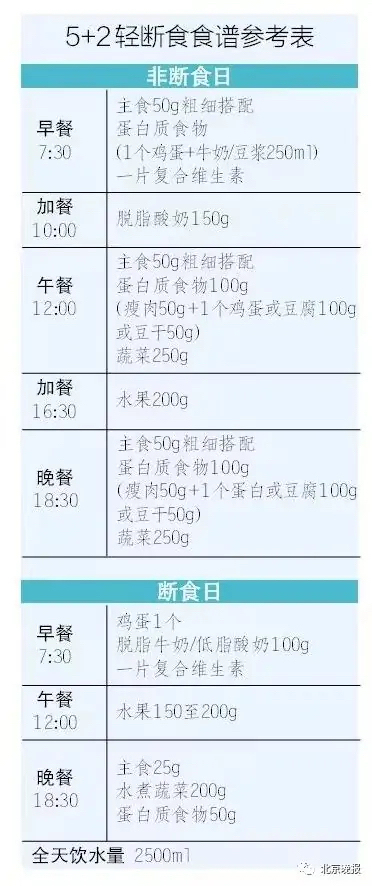 5+2轻断食食谱参考表
非断食日
早餐
7:30
主食50g粗细搭配
蛋白质食物
(1个鸡蛋+牛奶/豆浆250ml)
一片复合维生素
加餐
10:00
脱脂酸奶150g
午餐
12:00
主食50g粗细搭配
蛋白质食物100g
(瘦肉50g+1个鸡蛋或豆腐100g
或豆干50g)
蔬菜250g
加餐
16:30
水果200g
晚餐
18:30
主食50g粗细搭配
蛋白质食物100g
(瘦肉50g+1个蛋白或豆腐100g
或豆干50g)
蔬菜250g
断食日
早餐
7:30
鸡蛋1个
脱脂牛奶/低脂酸奶100g
一片复合维生素
午餐
12:00
水果150至200g
晚餐
18:30
主食25g
水煮蔬菜200g
蛋白质食物50g
全天饮水量 2500ml
北京晚报